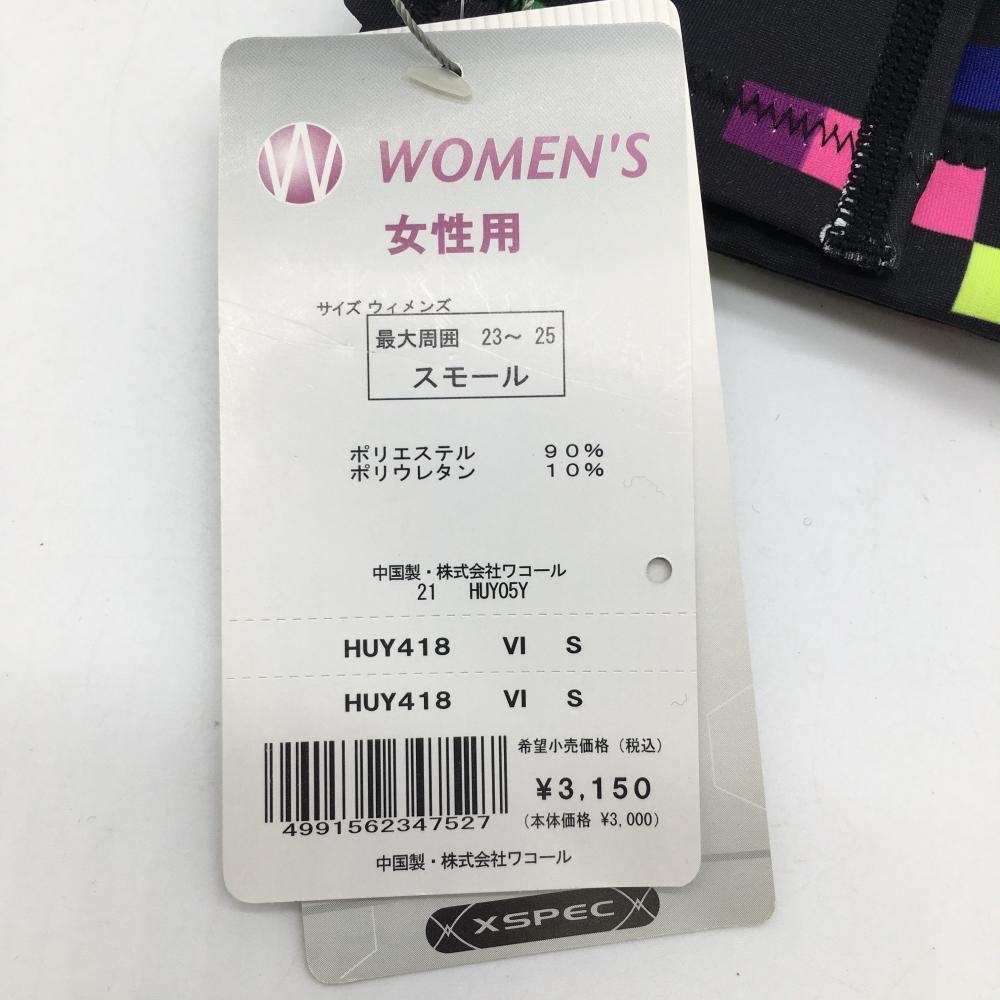 W WOMEN'S
女性用
サイズ ウィメンズ
最大周囲 23～ 25
スモール
ポリエステル 90%
ポリウレタン 10%
中国製・株式会社ワコール
21 HUY05Y
HUY418 VI S
HUY418 VI S
希望小売価格（税込）
¥3,150
（本体価格 ¥3,000）
4991562347527
中国製・株式会社ワコール
XSPEC